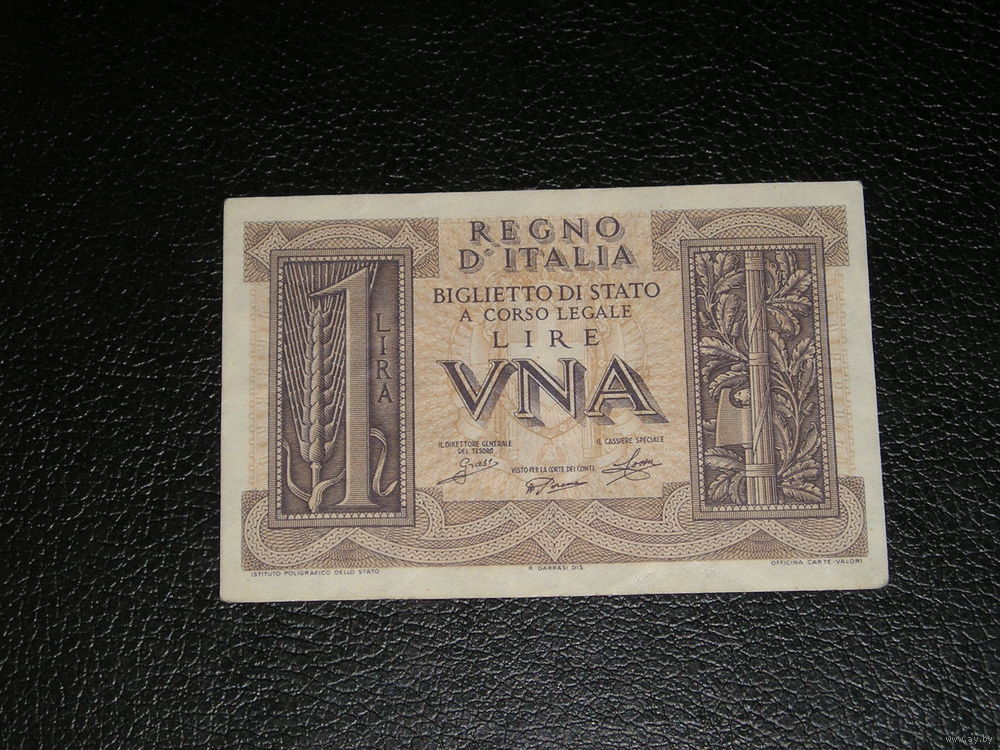 REGNO
D'ITALIA
BIGLIETTO DI STATO
A CORSO LEGALE
LIRE
VNA
1
LIRA
IL DIRETTORE GENERALE
DEL TESORO
IL CASSIERE SPECIALE
VISTO PER LA CORTE DEI CONTI
Grassi
ISTITUTO POLIGRAFICO DELLO STATO
R. GARRASI DIS.
OFFICINA CARTE-VALORI
www.ay.by